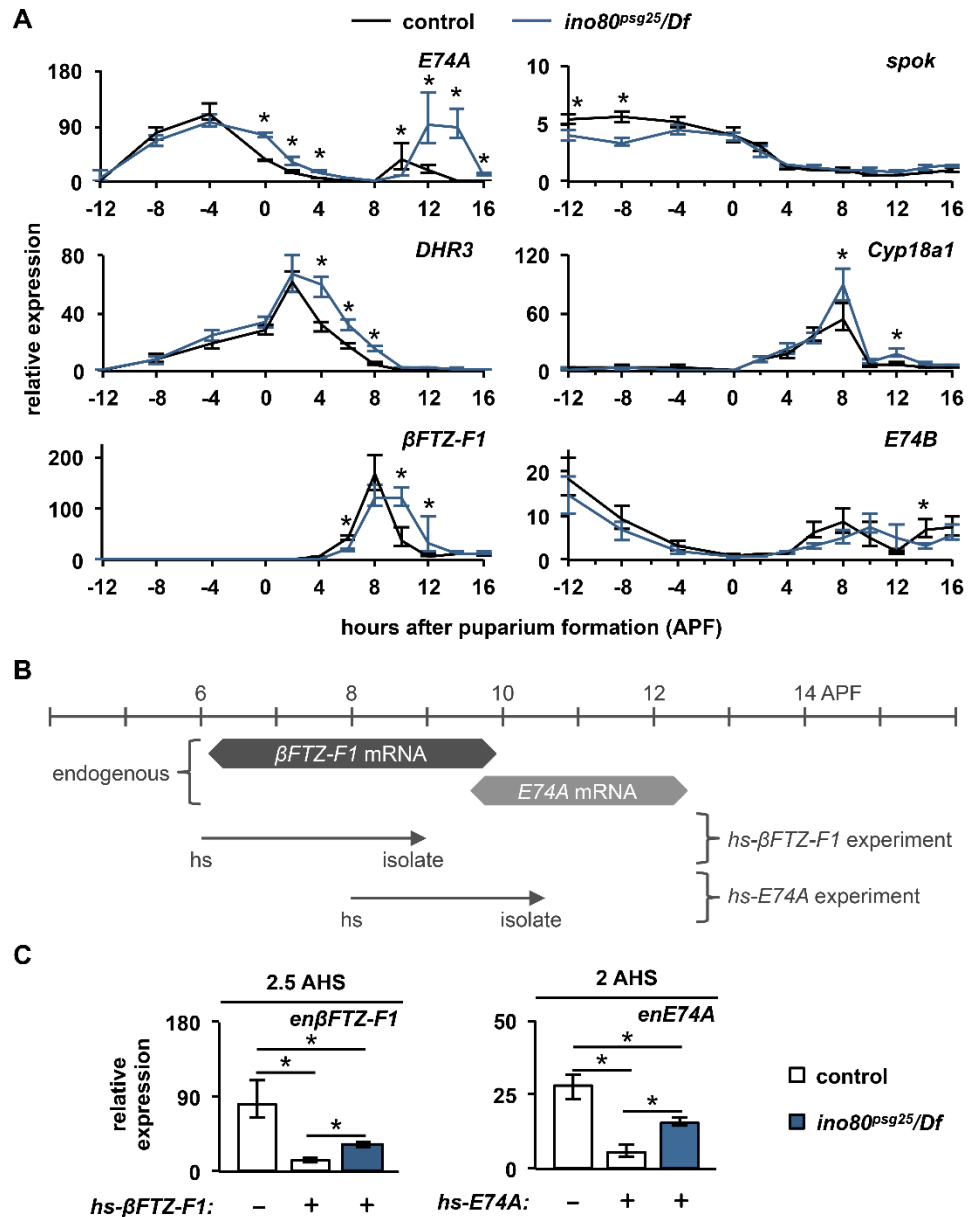 A
control
ino80psg25/Df
relative expression
E74A
180
90
0
-12 -8 -4 0 4 8 12 16
* * * * * * *
spok
10
5
0
-12 -8 -4 0 4 8 12 16
* *
DHR3
80
40
0
-12 -8 -4 0 4 8 12 16
* * *
Cyp18a1
120
60
0
-12 -8 -4 0 4 8 12 16
* *
βFTZ-F1
200
100
0
-12 -8 -4 0 4 8 12 16
* * *
E74B
20
10
0
-12 -8 -4 0 4 8 12 16
*
hours after puparium formation (APF)
B
6 8 10 12 14 APF
endogenous
βFTZ-F1 mRNA
E74A mRNA
hs isolate
hs-βFTZ-F1 experiment
hs isolate
hs-E74A experiment
C
2.5 AHS
enβFTZ-F1
relative
expression
180
90
0
* * *
hs-βFTZ-F1: – + +
2 AHS
enE74A
50
25
0
* * *
hs-E74A: – + +
control
ino80psg25/Df